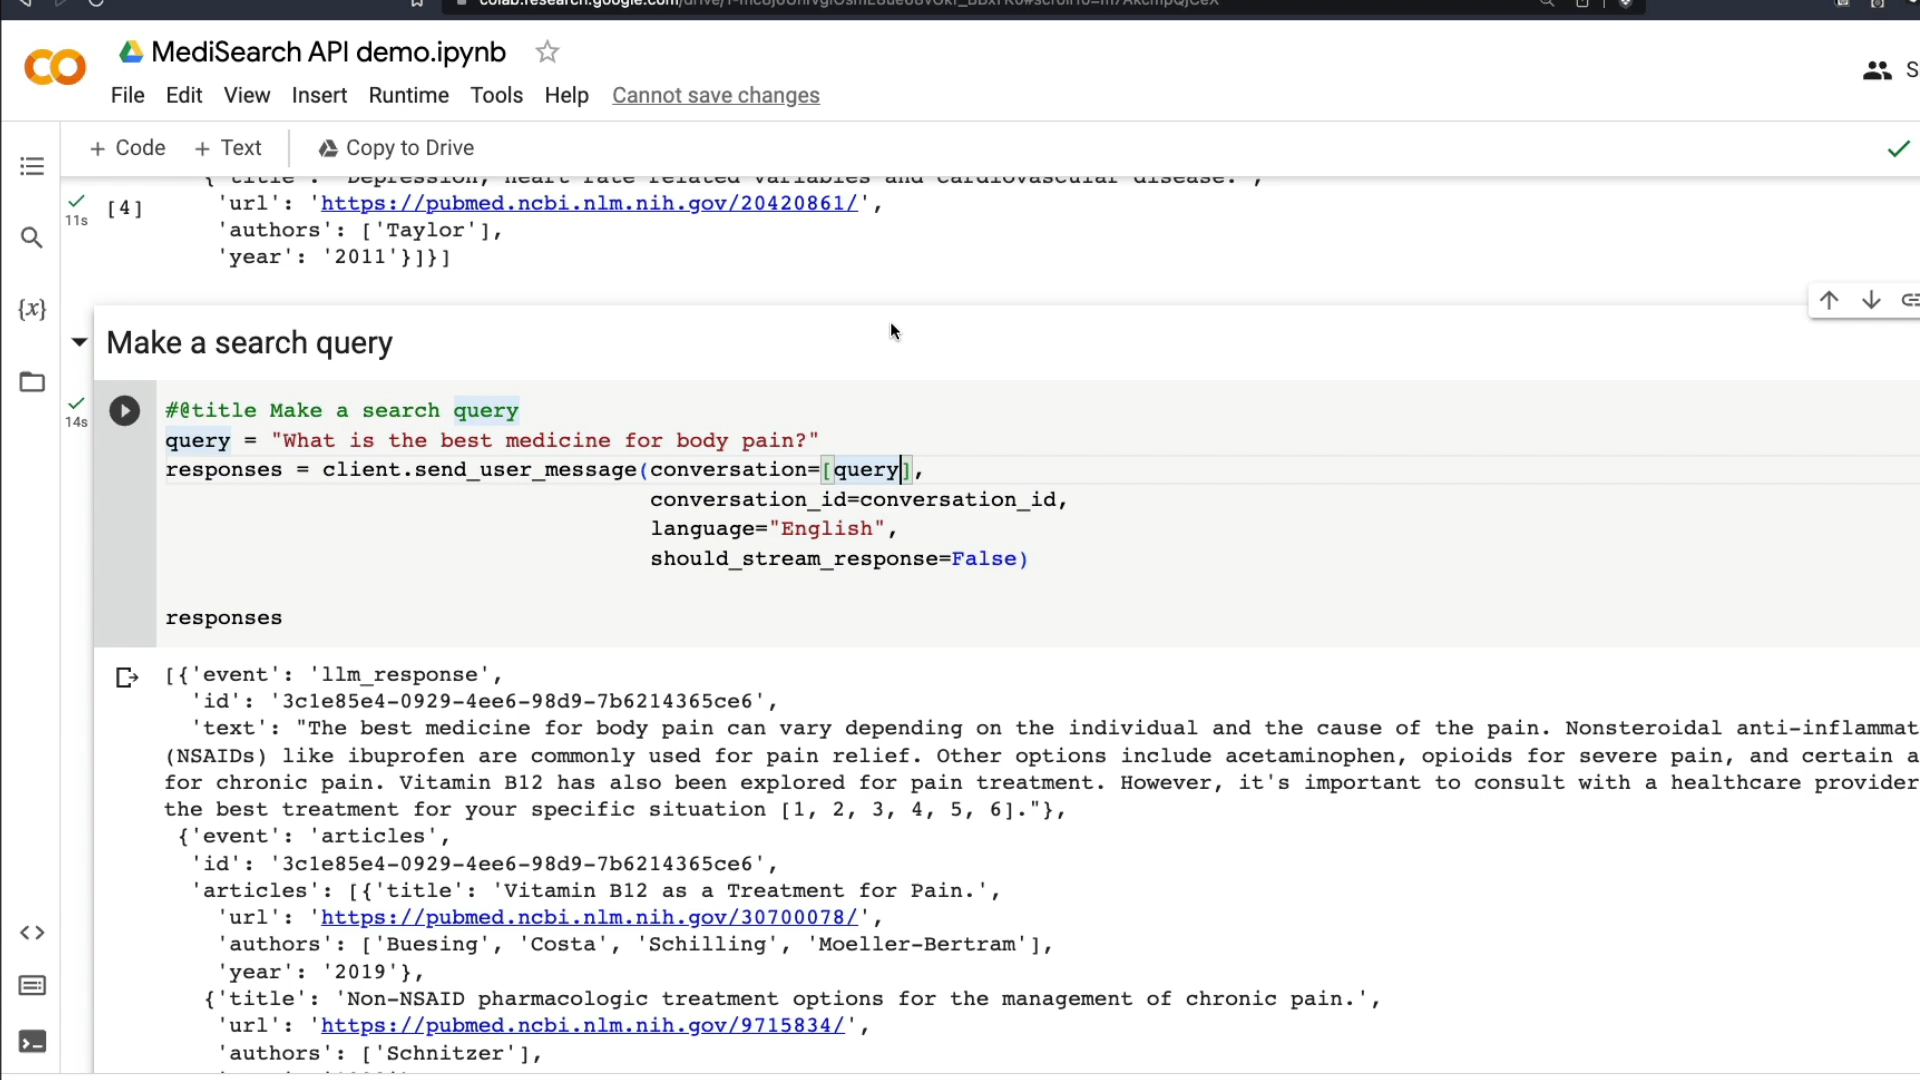 MediSearch API demo.ipynb
File Edit View Insert Runtime Tools Help Cannot save changes
+ Code + Text Copy to Drive
{'title': 'Depression, heart rate related variables and cardiovascular disease.',
11s [4] 'url': 'https://pubmed.ncbi.nlm.nih.gov/20420861/',
'authors': ['Taylor'],
'year': '2011'}]}]
{x}
Make a search query
14s
#@title Make a search query
query = "What is the best medicine for body pain?"
responses = client.send_user_message(conversation=[query],
conversation_id=conversation_id,
language="English",
should_stream_response=False)
responses
[{'event': 'llm_response',
'id': '3c1e85e4-0929-4ee6-98d9-7b6214365ce6',
'text': "The best medicine for body pain can vary depending on the individual and the cause of the pain. Nonsteroidal anti-inflammat
(NSAIDs) like ibuprofen are commonly used for pain relief. Other options include acetaminophen, opioids for severe pain, and certain a
for chronic pain. Vitamin B12 has also been explored for pain treatment. However, it's important to consult with a healthcare provider
the best treatment for your specific situation [1, 2, 3, 4, 5, 6]."},
{'event': 'articles',
'id': '3c1e85e4-0929-4ee6-98d9-7b6214365ce6',
'articles': [{'title': 'Vitamin B12 as a Treatment for Pain.',
'url': 'https://pubmed.ncbi.nlm.nih.gov/30700078/',
'authors': ['Buesing', 'Costa', 'Schilling', 'Moeller-Bertram'],
'year': '2019'},
{'title': 'Non-NSAID pharmacologic treatment options for the management of chronic pain.',
'url': 'https://pubmed.ncbi.nlm.nih.gov/9715834/',
'authors': ['Schnitzer'],